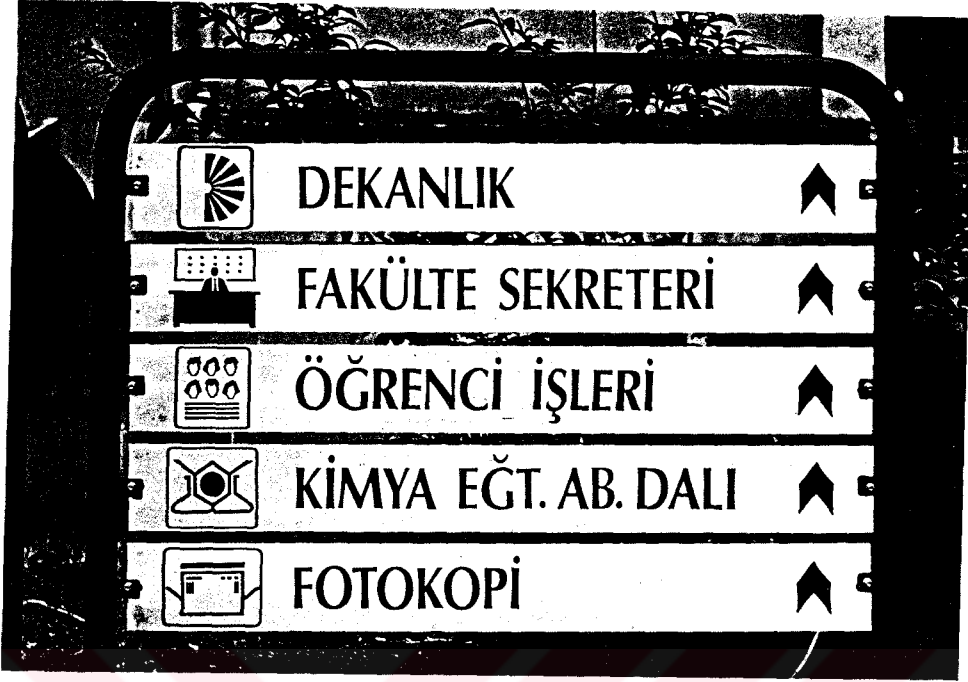 DEKANLIK
FAKÜLTE SEKRETERİ
ÖĞRENCİ İŞLERİ
KİMYA EĞT. AB. DALI
FOTOKOPİ